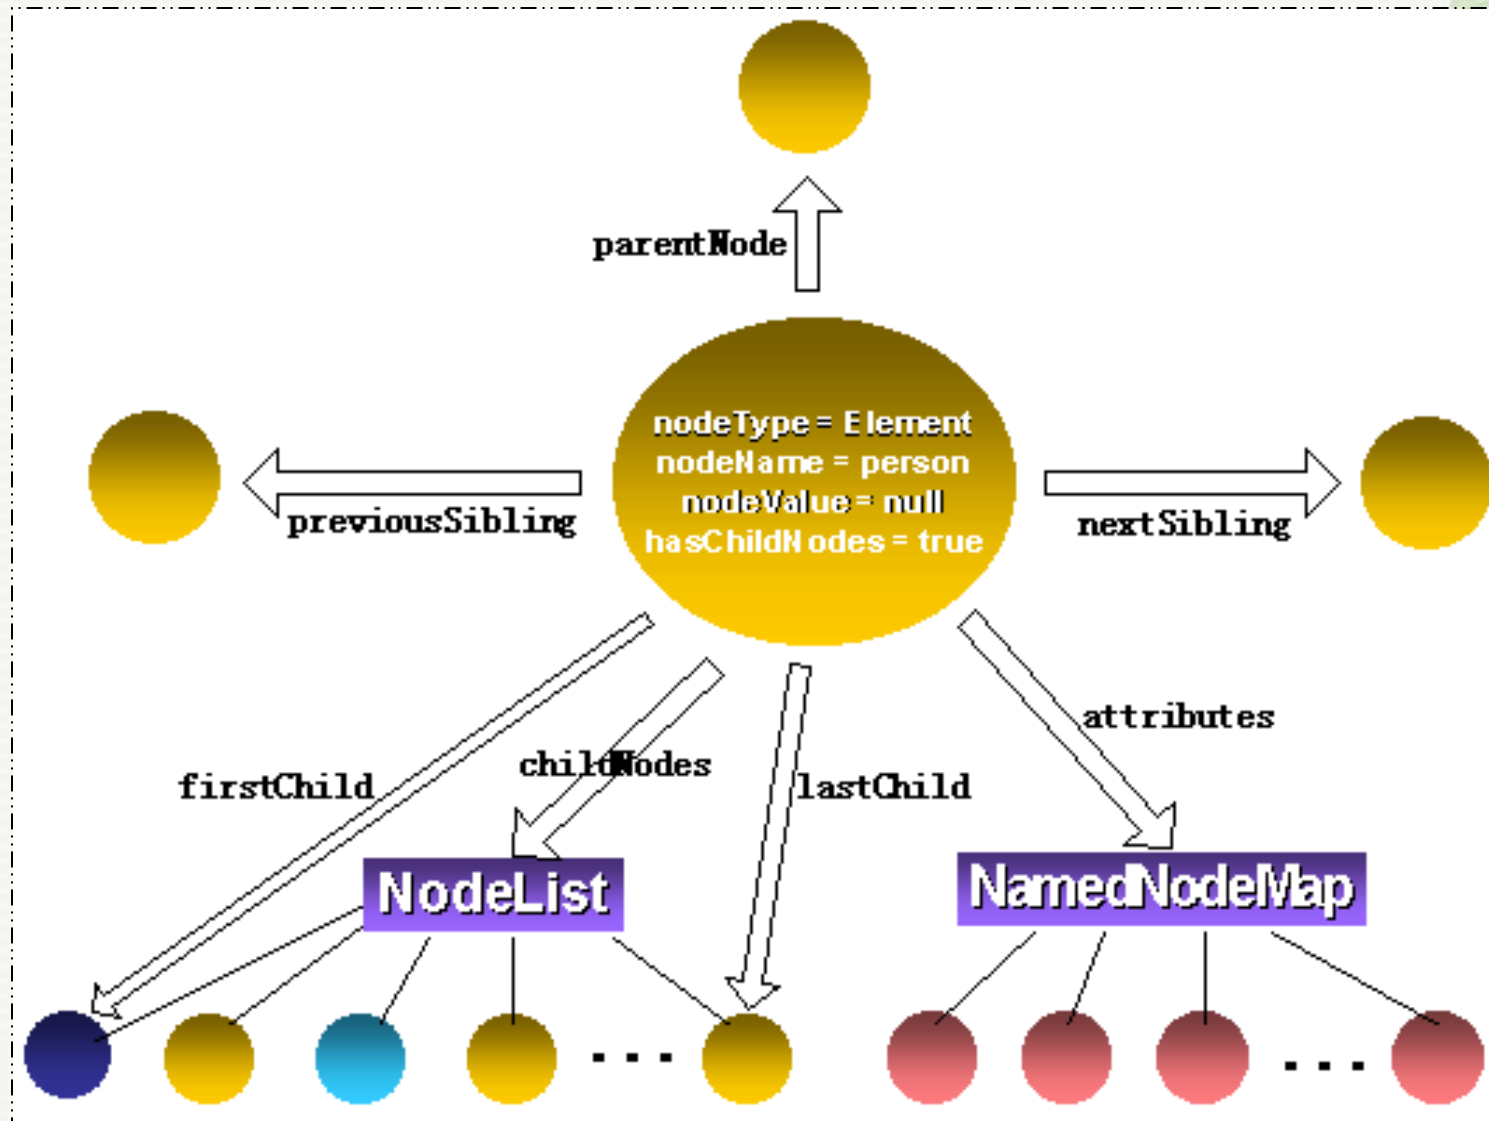 parentNode
nodeType = Element
nodeName = person
nodeValue = null
hasChildNodes = true
previousSibling
nextSibling
attributes
childNodes
firstChild
lastChild
NodeList
NamedNodeMap
...
...